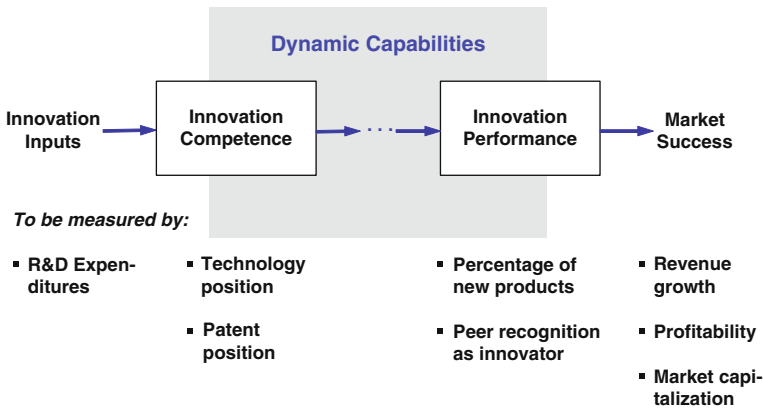 Dynamic Capabilities
Innovation
Inputs
Innovation
Competence
...
Innovation
Performance
Market
Success
To be measured by:
▪ R&D Expen-
ditures
▪ Technology
position
▪ Patent
position
▪ Percentage of
new products
▪ Peer recognition
as innovator
▪ Revenue
growth
▪ Profitability
▪ Market capi-
talization